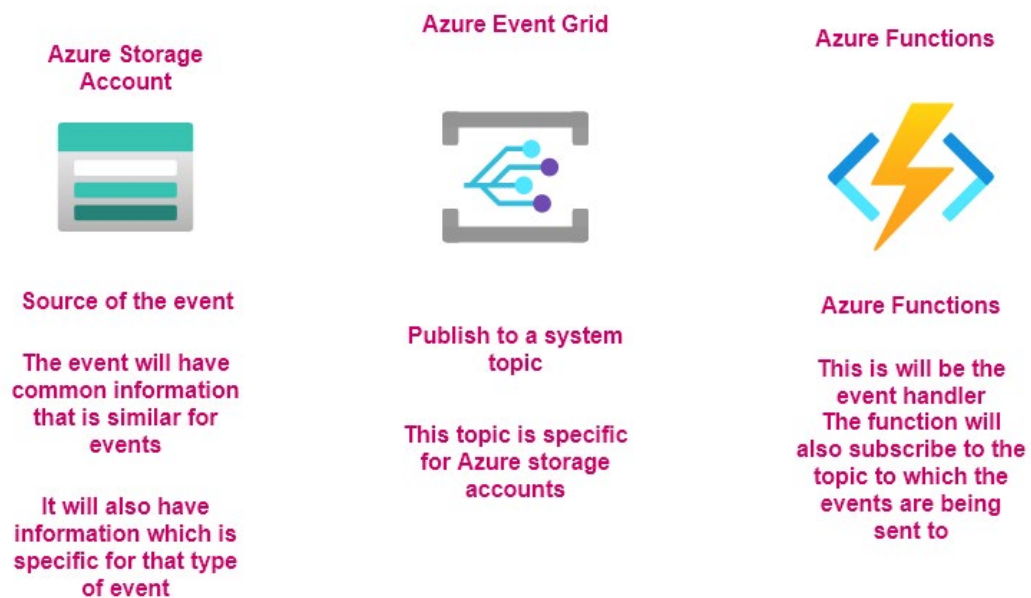 Azure Storage
Account
Source of the event
The event will have
common information
that is similar for
events
It will also have
information which is
specific for that type
of event
Azure Event Grid
Publish to a system
topic
This topic is specific
for Azure storage
accounts
Azure Functions
Azure Functions
This is will be the
event handler
The function will
also subscribe to the
topic to which the
events are being
sent to